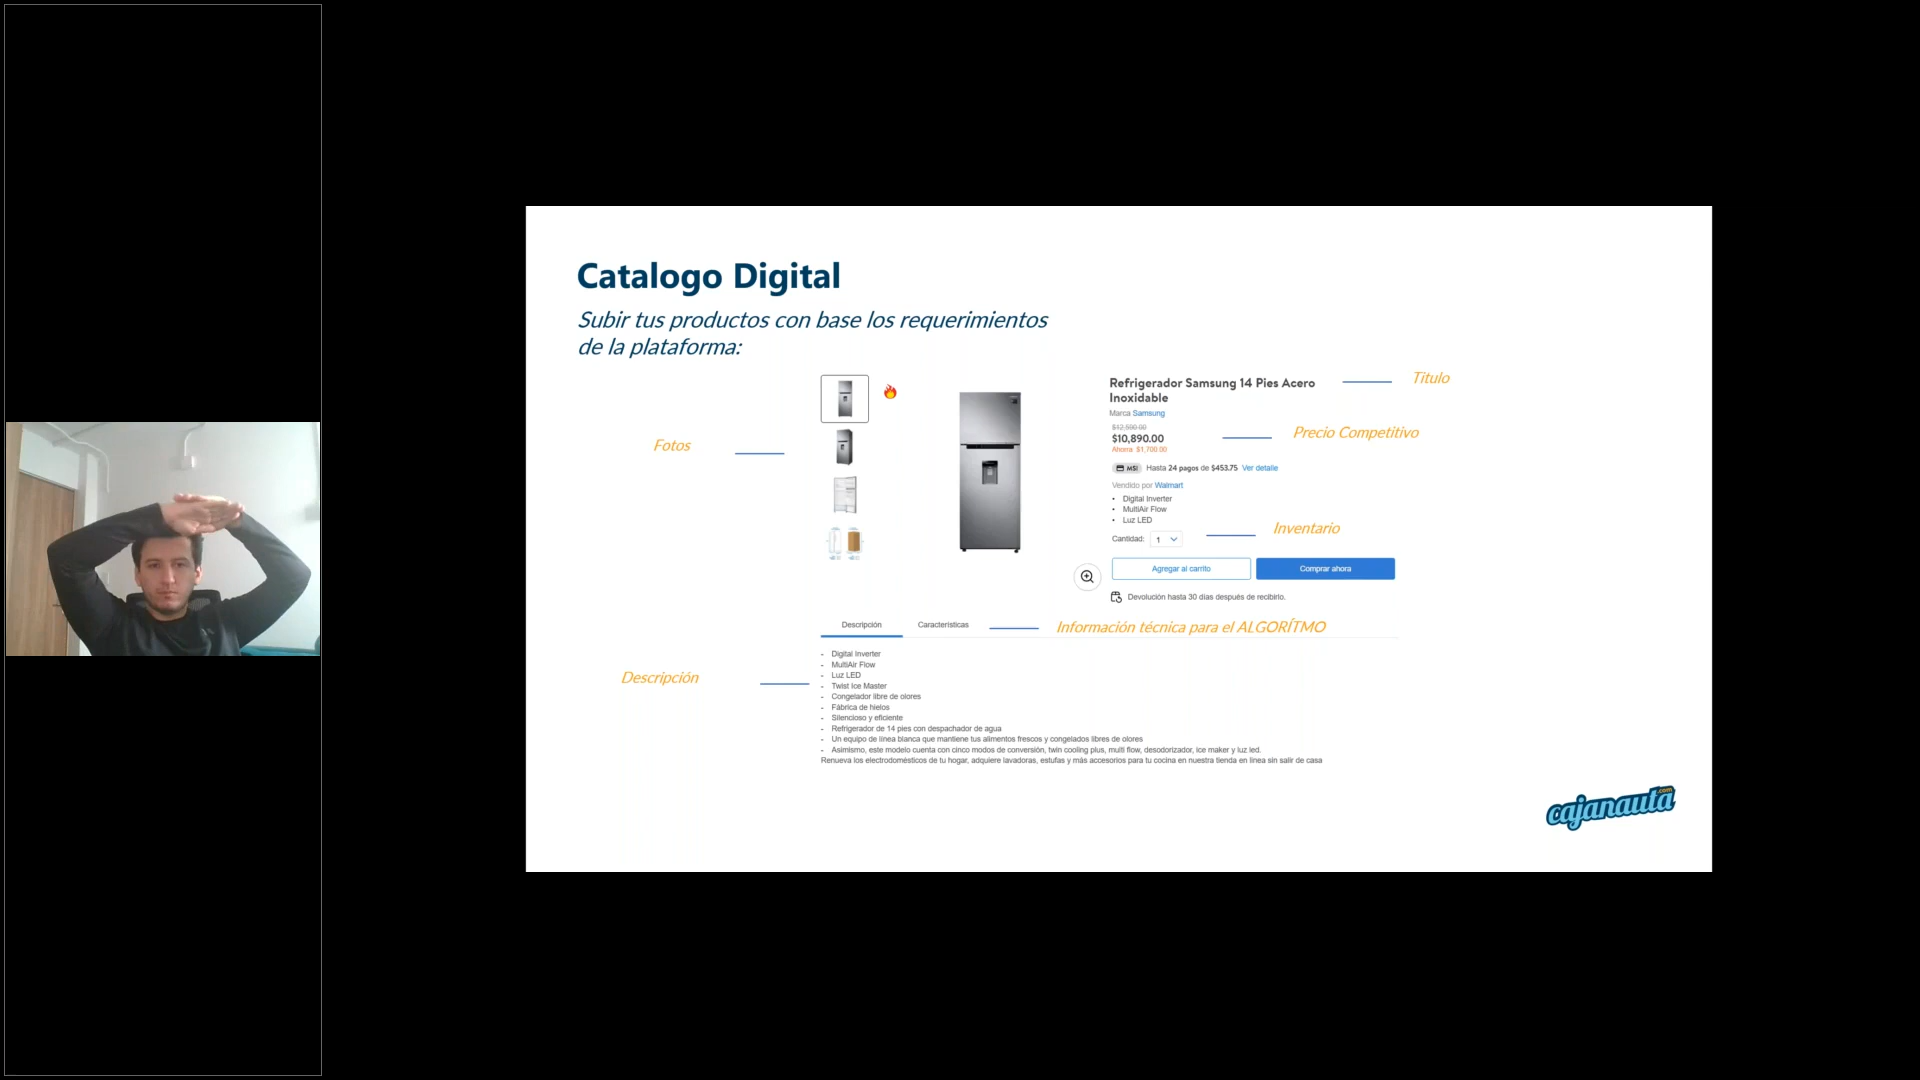 Catalogo Digital
Subir tus productos con base los requerimientos
de la plataforma:
Fotos
Refrigerador Samsung 14 Pies Acero
Inoxidable
Titulo
Marca Samsung
$12,590.00
$10,890.00
Ahorra $1,700.00
Precio Competitivo
MSI Hasta 24 pagos de $453.75 Ver detalle
Vendido por Walmart
• Digital Inverter
• MultiAir Flow
• Luz LED
Inventario
Cantidad: 1
Agregar al carrito
Comprar ahora
Devolución hasta 30 días después de recibirlo.
Descripción Características
Información técnica para el ALGORÍTMO
Descripción
- Digital Inverter
- MultiAir Flow
- Luz LED
- Twist Ice Master
- Congelador libre de olores
- Fábrica de hielos
- Silencioso y eficiente
- Refrigerador de 14 pies con despachador de agua
- Un equipo de línea blanca que mantiene tus alimentos frescos y congelados libres de olores
- Asimismo, este modelo cuenta con cinco modos de conversión, twin cooling plus, multi flow, desodorizador, ice maker y luz led.
Renueva los electrodomésticos de tu hogar, adquiere lavadoras, estufas y más accesorios para tu cocina en nuestra tienda en línea sin salir de casa
cajanauta.com